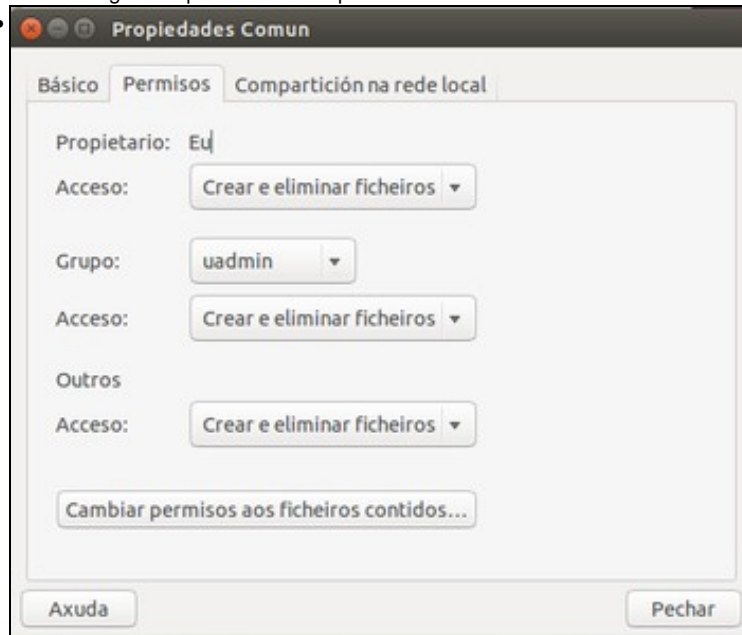 Propiedades Comun
Básico Permisos Compartición na rede local
Propietario: Eu
Acceso: Crear e eliminar ficheiros
Grupo: uadmin
Acceso: Crear e eliminar ficheiros
Outros
Acceso: Crear e eliminar ficheiros
Cambiar permisos aos ficheiros contidos...
Axuda Pechar